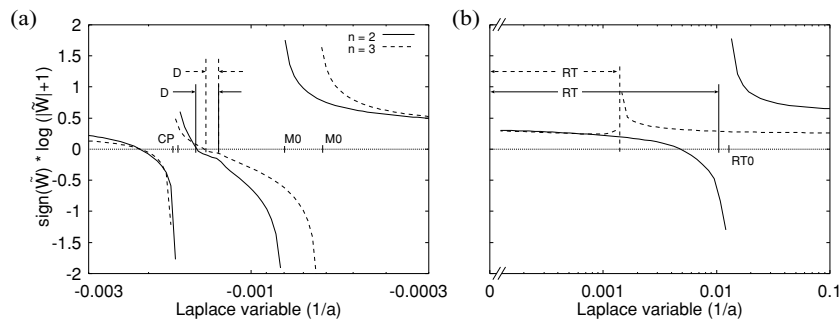 (a)
(b)
sign(W̃) * log (|W̃|+1)
2
1.5
1
0.5
0
-0.5
-1
-1.5
-2
n = 2
n = 3
D
D
CP
M0
M0
-0.003
-0.001
-0.0003
Laplace variable (1/a)
RT
RT
RT0
0
0.001
0.01
0.1
Laplace variable (1/a)